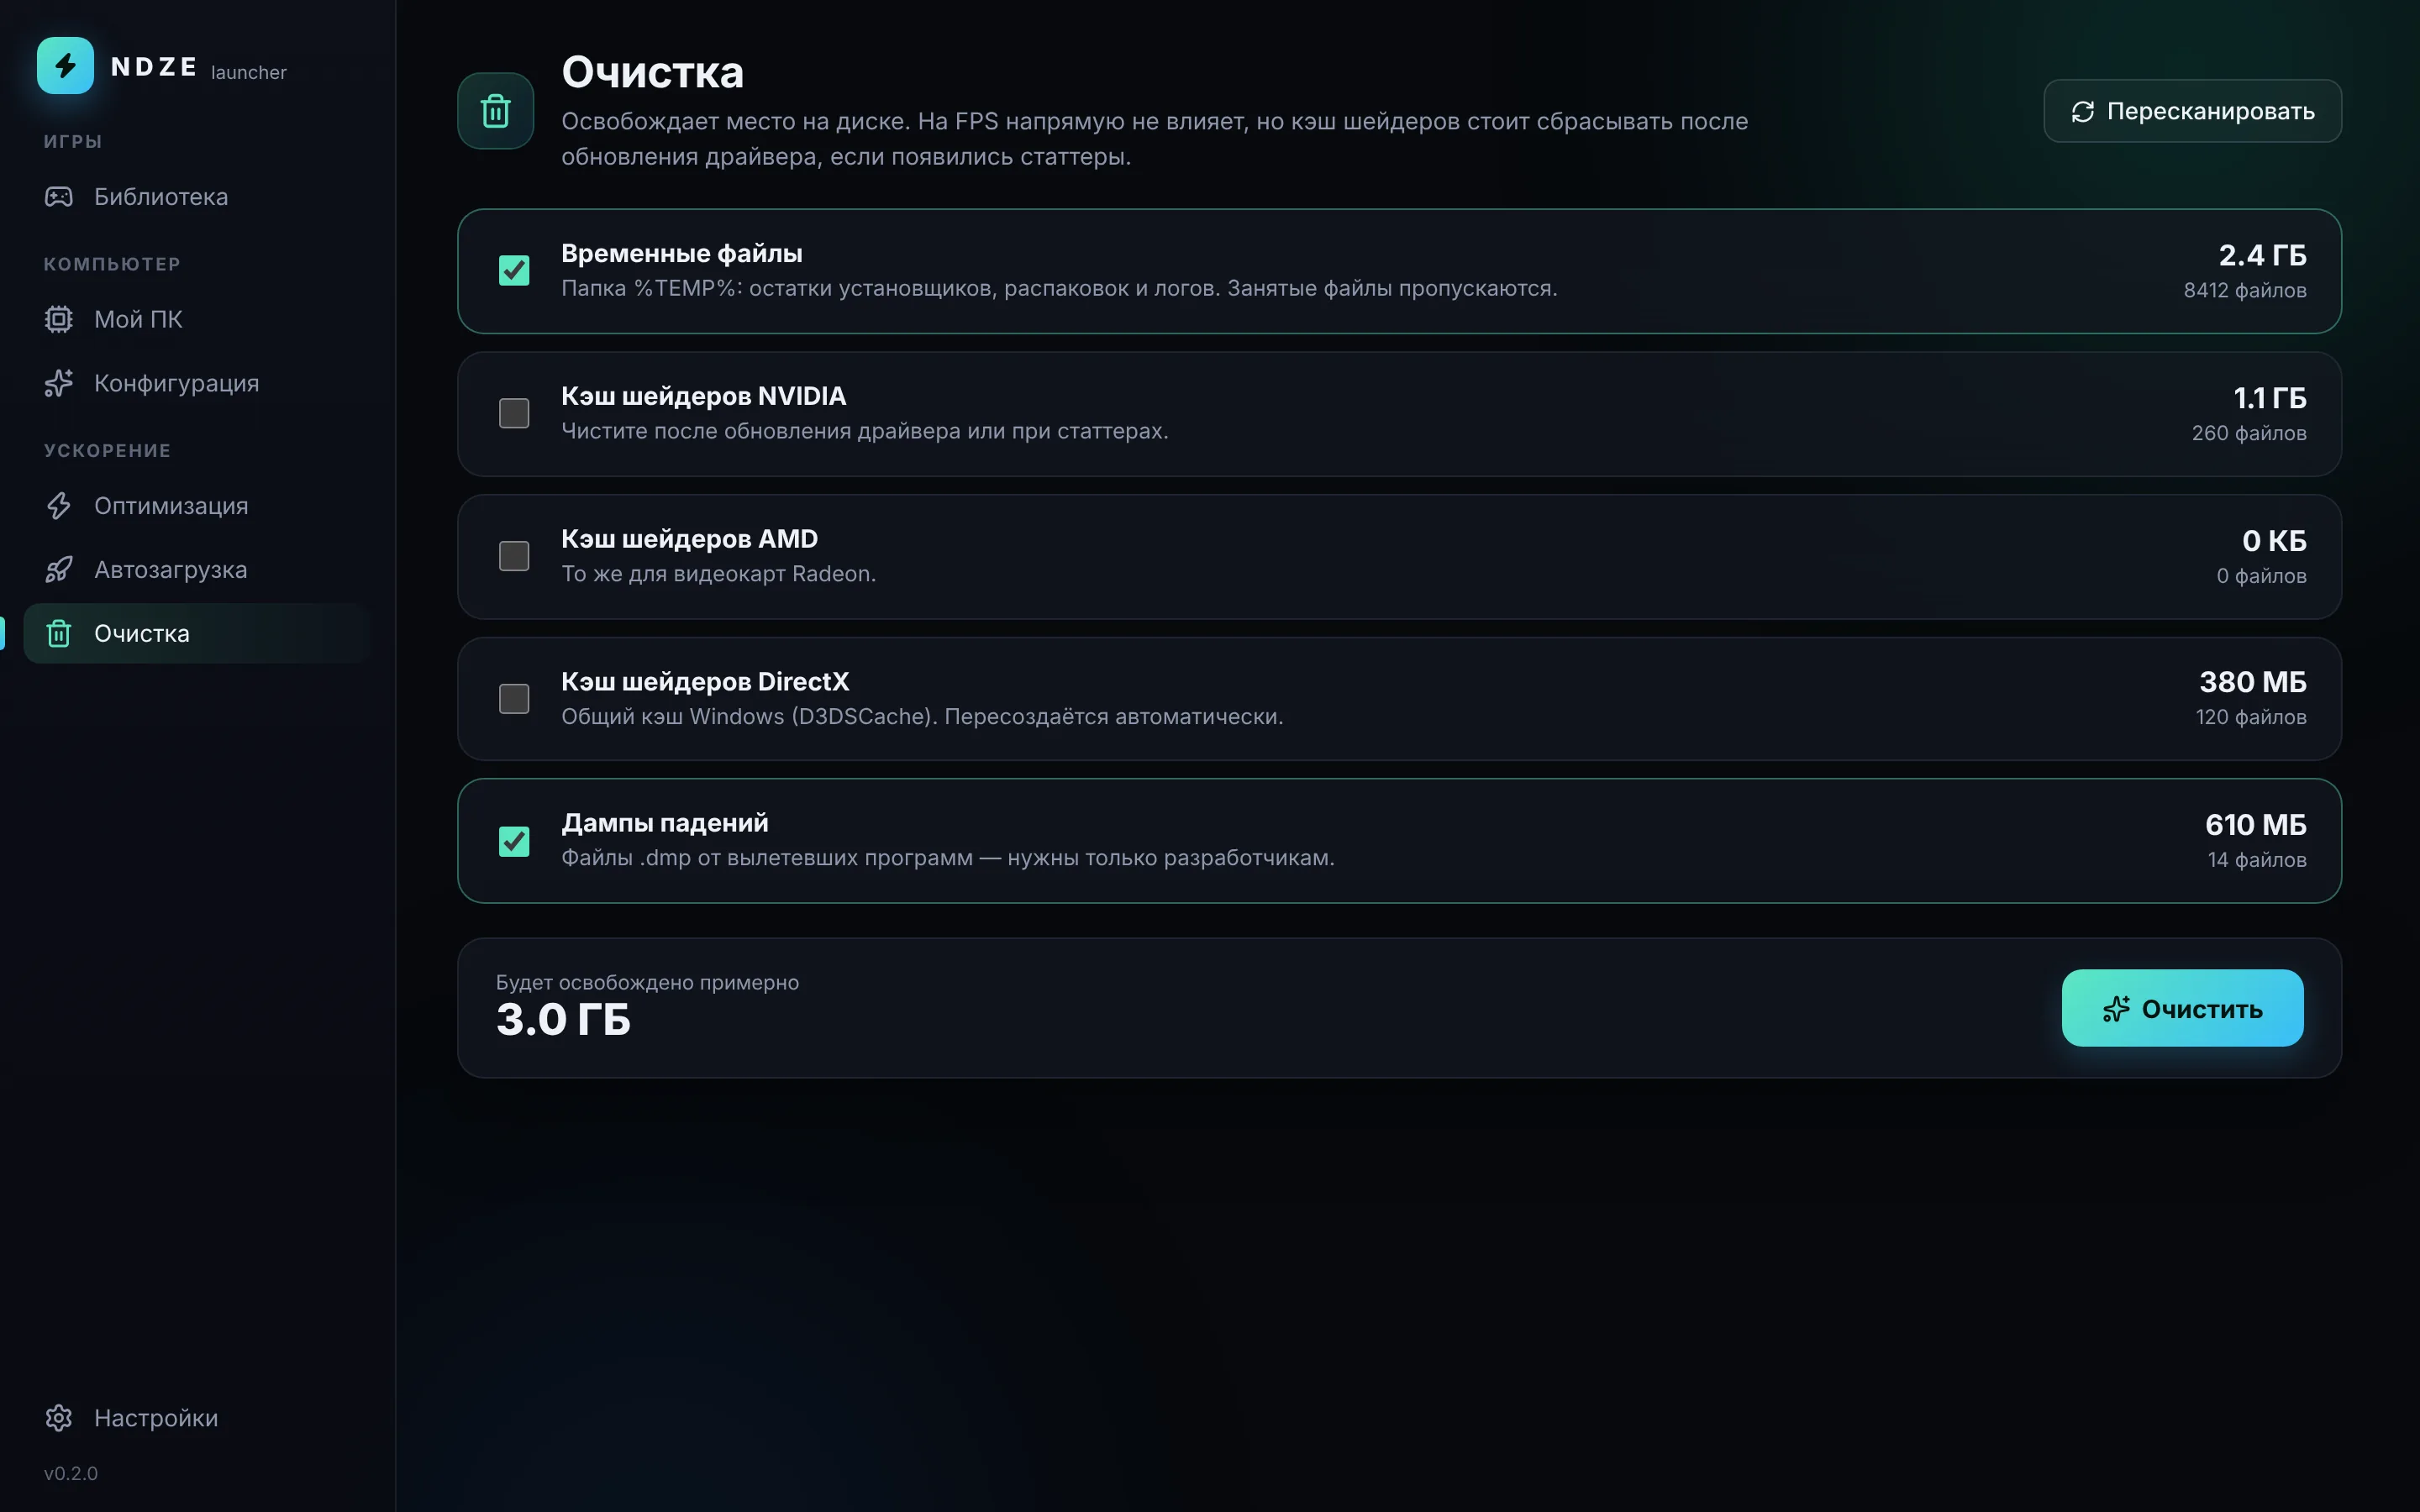 NDZE launcher
ИГРЫ
Библиотека
КОМПЬЮТЕР
Мой ПК
Конфигурация
УСКОРЕНИЕ
Оптимизация
Автозагрузка
Очистка
Настройки
v0.2.0
Очистка
Освобождает место на диске. На FPS напрямую не влияет, но кэш шейдеров стоит сбрасывать после
обновления драйвера, если появились статтеры.
Пересканировать
Временные файлы
Папка %TEMP%: остатки установщиков, распаковок и логов. Занятые файлы пропускаются.
2.4 ГБ
8412 файлов
Кэш шейдеров NVIDIA
Чистите после обновления драйвера или при статтерах.
1.1 ГБ
260 файлов
Кэш шейдеров AMD
То же для видеокарт Radeon.
0 КБ
0 файлов
Кэш шейдеров DirectX
Общий кэш Windows (D3DSCache). Пересоздаётся автоматически.
380 МБ
120 файлов
Дампы падений
Файлы .dmp от вылетевших программ — нужны только разработчикам.
610 МБ
14 файлов
Будет освобождено примерно
3.0 ГБ
Очистить